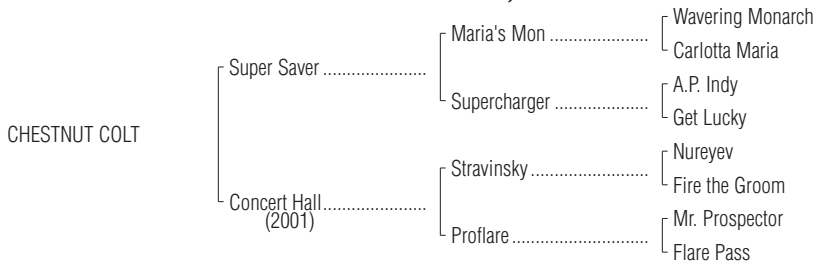 Wavering Monarch
Maria's Mon ....................
Carlotta Maria
Super Saver .....................
A.P. Indy
Supercharger ...................
Get Lucky
CHESTNUT COLT
Nureyev
Stravinsky ........................
Fire the Groom
Concert Hall.....................
(2001)
Mr. Prospector
Proflare ............................
Flare Pass